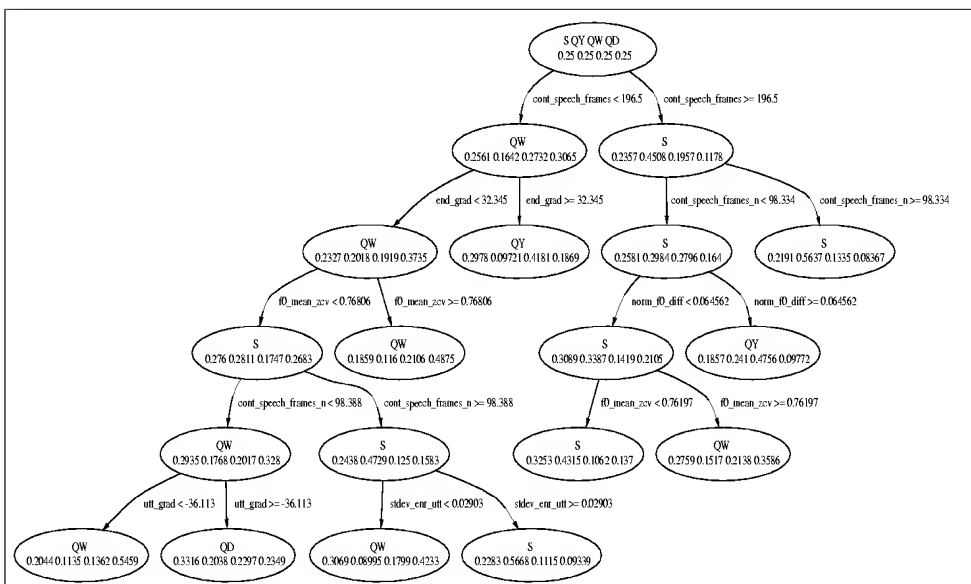 S QY QW QD
0.25 0.25 0.25 0.25
cont_speech_frames < 196.5
cont_speech_frames >= 196.5
QW
0.2561 0.1642 0.2732 0.3065
S
0.2357 0.4508 0.1957 0.1178
end_grad < 32.345
end_grad >= 32.345
cont_speech_frames_n < 98.334
cont_speech_frames_n >= 98.334
QW
0.2327 0.2018 0.1919 0.3735
QY
0.2978 0.09721 0.4181 0.1869
S
0.2581 0.2984 0.2796 0.164
S
0.2191 0.5637 0.1335 0.08367
f0_mean_zcv < 0.76806
f0_mean_zcv >= 0.76806
norm_f0_diff < 0.064562
norm_f0_diff >= 0.064562
S
0.276 0.2811 0.1747 0.2683
QW
0.1859 0.116 0.2106 0.4875
S
0.3089 0.3387 0.1419 0.2105
QY
0.1857 0.241 0.4756 0.09772
cont_speech_frames_n < 98.388
cont_speech_frames_n >= 98.388
f0_mean_zcv < 0.76197
f0_mean_zcv >= 0.76197
QW
0.2935 0.1768 0.2017 0.328
S
0.2438 0.4729 0.125 0.1583
S
0.3253 0.4315 0.1062 0.137
QW
0.2759 0.1517 0.2138 0.3586
utt_grad < -36.113
utt_grad >= -36.113
stdev_enr_utt < 0.02903
stdev_enr_utt >= 0.02903
QW
0.2044 0.1135 0.1362 0.5459
QD
0.3316 0.2038 0.2297 0.2349
QW
0.3069 0.08995 0.1799 0.4233
S
0.2283 0.5668 0.1115 0.09339